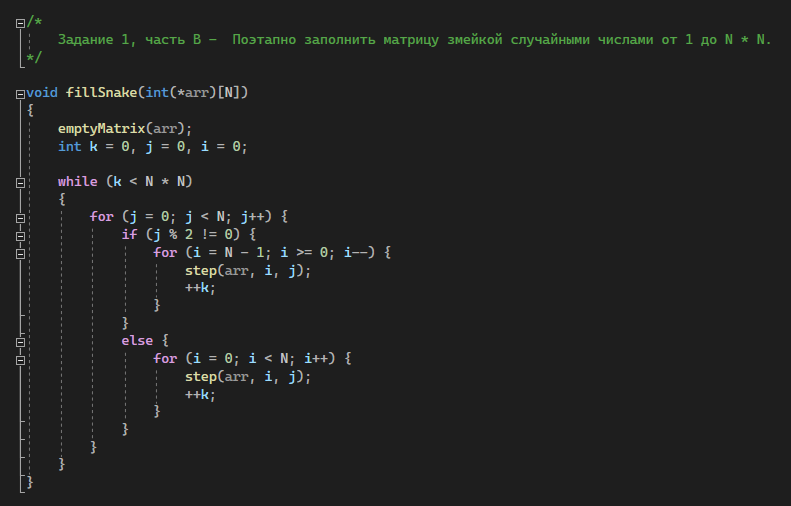 /*
    Задание 1, часть B -  Поэтапно заполнить матрицу змейкой случайными числами от 1 до N * N.
*/

void fillSnake(int(*arr)[N])
{
    emptyMatrix(arr);
    int k = 0, j = 0, i = 0;

    while (k < N * N)
    {
        for (j = 0; j < N; j++) {
            if (j % 2 != 0) {
                for (i = N - 1; i >= 0; i--) {
                    step(arr, i, j);
                    ++k;
                }
            }
            else {
                for (i = 0; i < N; i++) {
                    step(arr, i, j);
                    ++k;
                }
            }
        }
    }
}